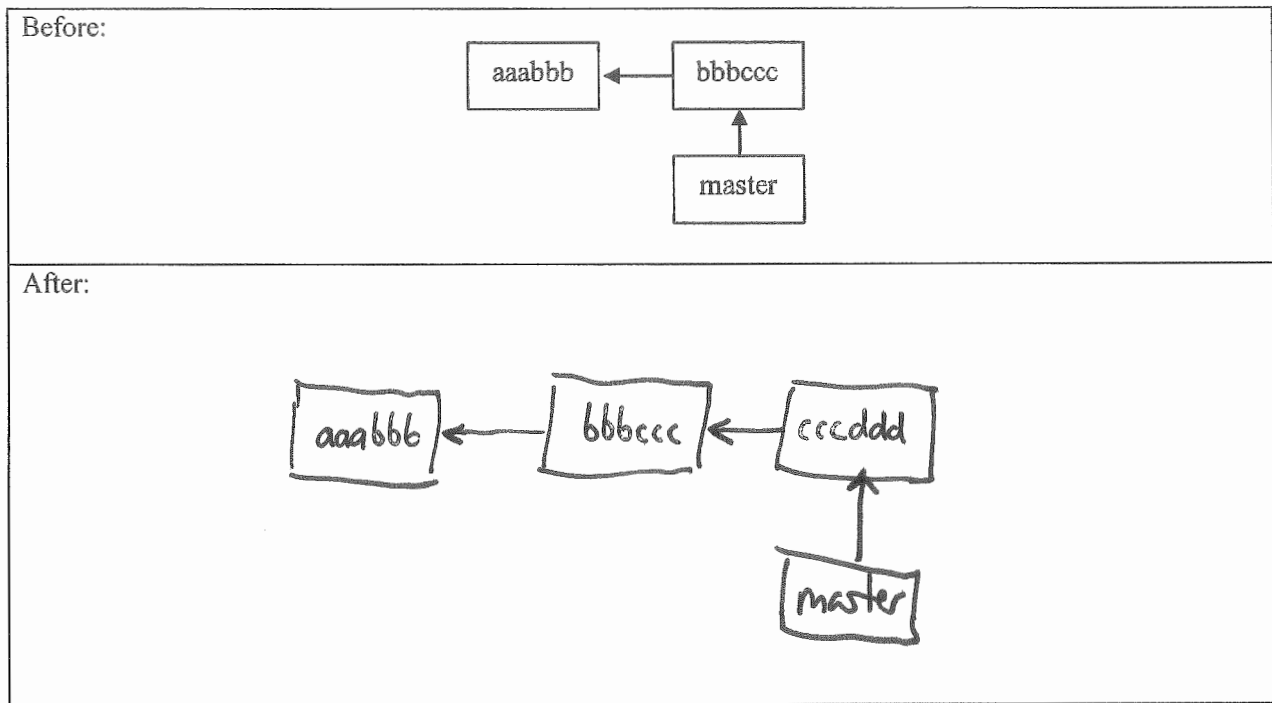 Before:
aaabbb bbbccc
master
After:
aaabbb bbbccc cccddd
master